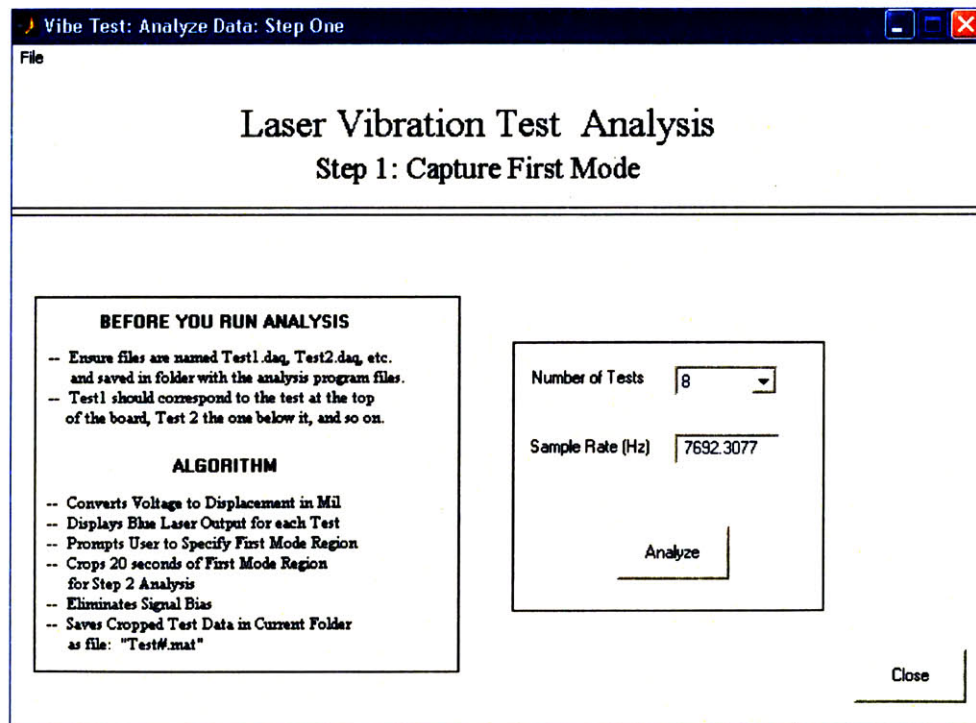 Vibe Test: Analyze Data: Step One
File
Laser Vibration Test Analysis
Step 1: Capture First Mode
BEFORE YOU RUN ANALYSIS
-- Ensure files are named Test1.daq, Test2.daq, etc.
and saved in folder with the analysis program files.
-- Test1 should correspond to the test at the top
of the board, Test 2 the one below it, and so on.
ALGORITHM
-- Converts Voltage to Displacement in Mil
-- Displays Blue Laser Output for each Test
-- Prompts User to Specify First Mode Region
-- Crops 20 seconds of First Mode Region
for Step 2 Analysis
-- Eliminates Signal Bias
-- Saves Cropped Test Data in Current Folder
as file: "Test#.mat"
Number of Tests 8
Sample Rate (Hz) 7692.3077
Analyze
Close